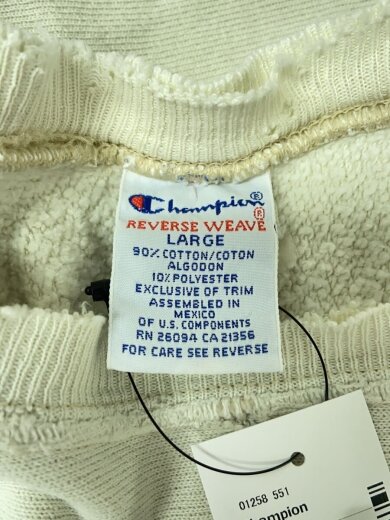 Champion®
®
REVERSE WEAVE
LARGE
90% COTTON/COTON
ALGODON
10% POLYESTER
EXCLUSIVE OF TRIM
ASSEMBLED IN
MEXICO
OF U.S. COMPONENTS
RN 26094 CA 21356
FOR CARE SEE REVERSE
01258 551
Champion